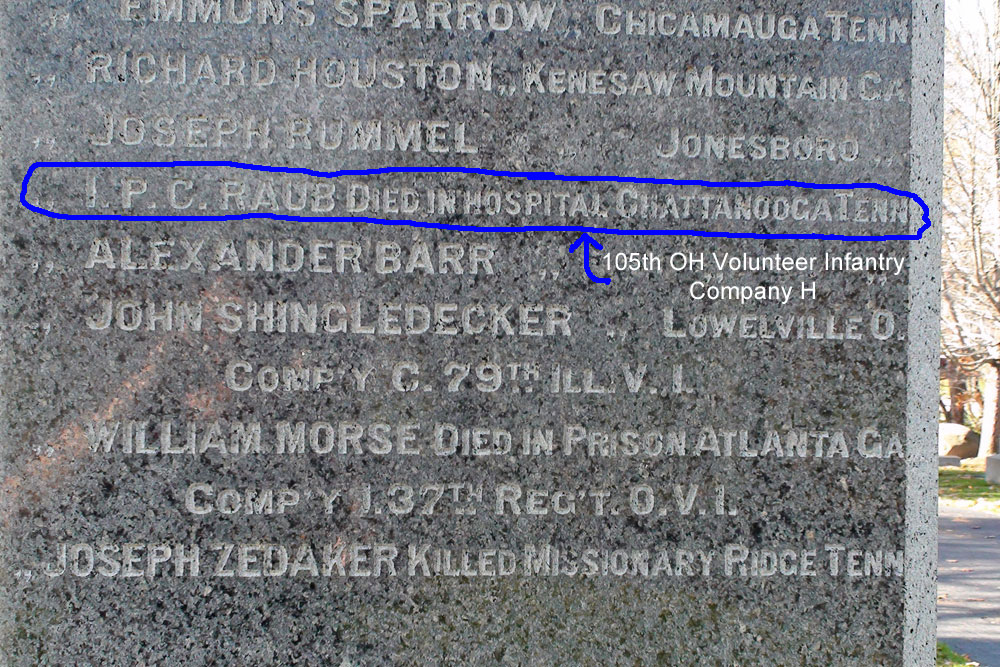 ,, EMMUNS SPARROW ,, CHICAMAUGA TENN
,, RICHARD HOUSTON ,, KENESAW MOUNTAIN GA
,, JOSEPH RUMMEL ,, JONESBORO ,,
I. P. C. RAUB DIED IN HOSPITAL CHATTANOOGA TENN
,, ALEXANDER BARR ,, ,, ,,
105th OH Volunteer Infantry
Company H
,, JOHN SHINGLEDECKER ,, LOWELVILLE O.
COMP'Y C. 79TH ILL. V. I.
WILLIAM MORSE DIED IN PRISON ATLANTA GA
COMP'Y I. 37TH REG'T. O.V.I.
,, JOSEPH ZEDAKER KILLED MISSIONARY RIDGE TENN